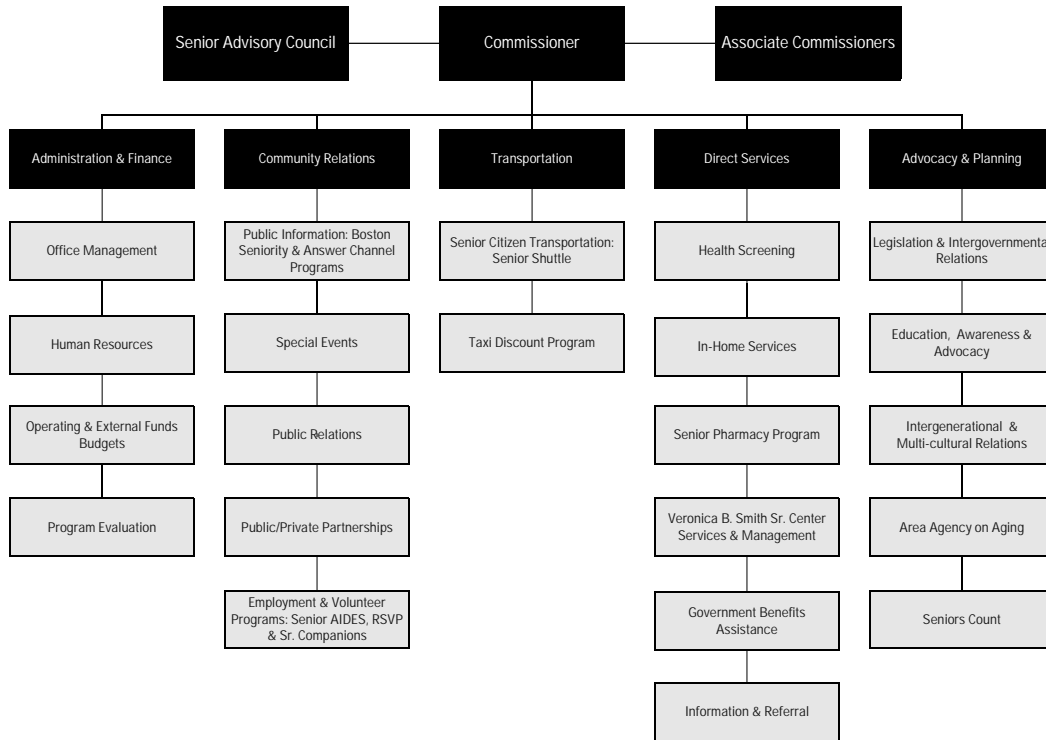 Senior Advisory Council
Commissioner
Associate Commissioners
Administration & Finance
Community Relations
Transportation
Direct Services
Advocacy & Planning
Office Management
Human Resources
Operating & External Funds
Budgets
Program Evaluation
Public Information: Boston
Seniority & Answer Channel
Programs
Special Events
Public Relations
Public/Private Partnerships
Employment & Volunteer
Programs: Senior AIDES, RSVP
& Sr. Companions
Senior Citizen Transportation:
Senior Shuttle
Taxi Discount Program
Health Screening
In-Home Services
Senior Pharmacy Program
Veronica B. Smith Sr. Center
Services & Management
Government Benefits
Assistance
Information & Referral
Legislation & Intergovernmenta
Relations
Education, Awareness &
Advocacy
Intergenerational &
Multi-cultural Relations
Area Agency on Aging
Seniors Count